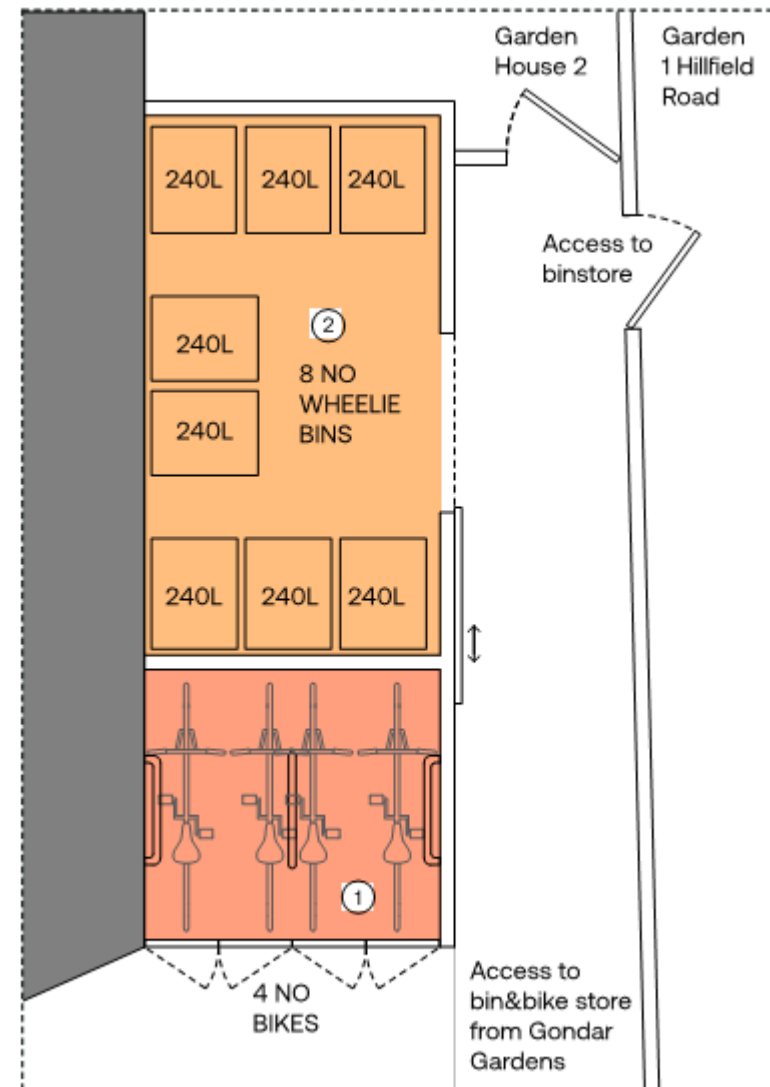 Garden
House 2
Garden
1 Hillfield
Road
240L 240L 240L
Access to
binstore
2
240L
8 NO
WHEELIE
BINS
240L
240L 240L 240L
1
4 NO
BIKES
Access to
bin&bike store
from Gondar
Gardens